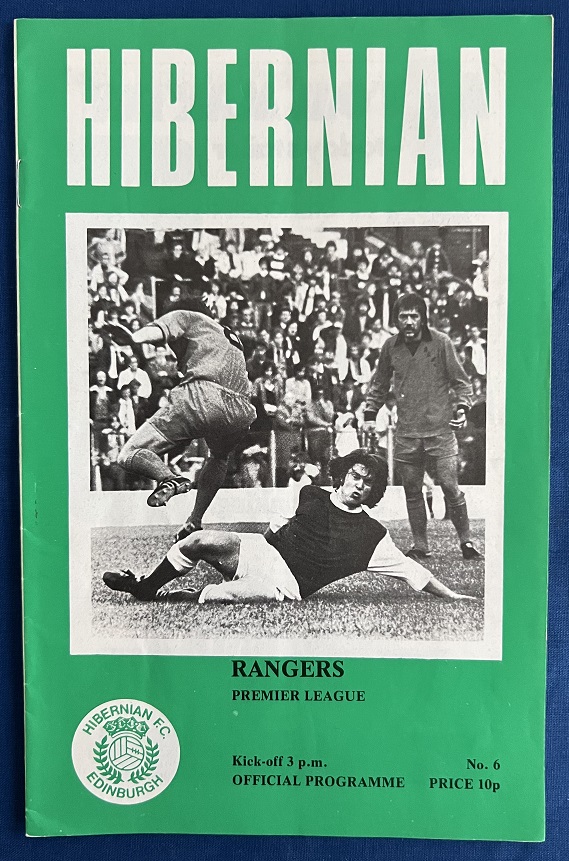 HIBERNIAN
RANGERS
PREMIER LEAGUE
HIBERNIAN F.C.
EDINBURGH
Kick-off 3 p.m.
No. 6
OFFICIAL PROGRAMME
PRICE 10p